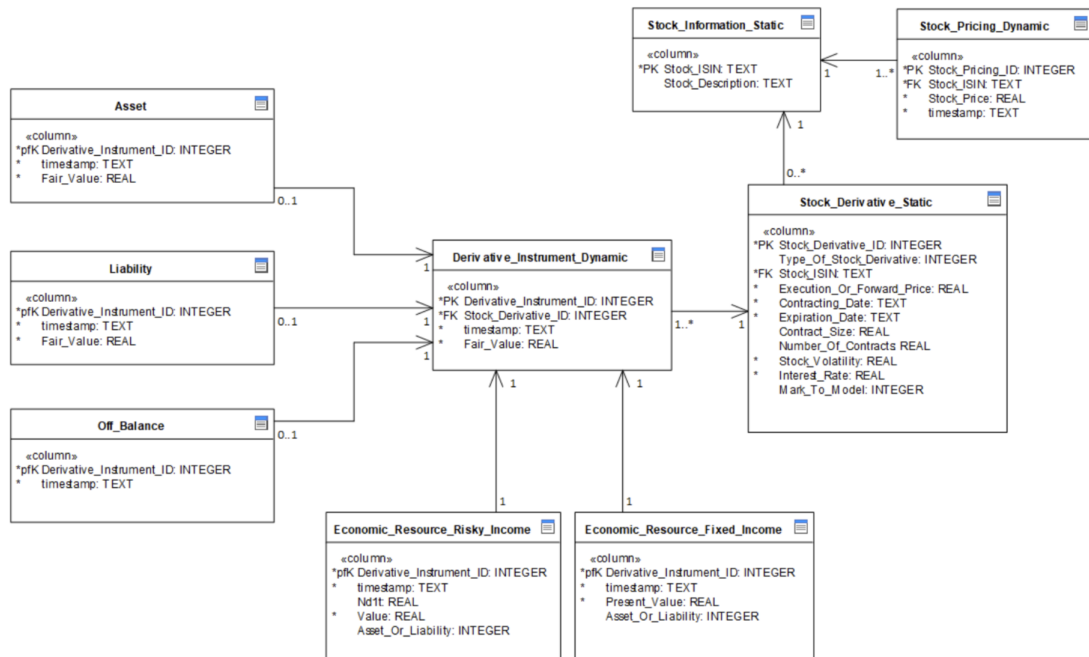 Stock_Information_Static
«column»
*PK Stock_ISIN: TEXT
Stock_Description: TEXT
Stock_Pricing_Dynamic
«column»
*PK Stock_Pricing_ID: INTEGER
*FK Stock_ISIN: TEXT
* Stock_Price: REAL
* timestamp: TEXT
1
1..*
1
0..*
Asset
«column»
*pfK Derivative_Instrument_ID: INTEGER
* timestamp: TEXT
* Fair_Value: REAL
0..1
1
Liability
«column»
*pfK Derivative_Instrument_ID: INTEGER
* timestamp: TEXT
* Fair_Value: REAL
0..1
1
Off_Balance
«column»
*pfK Derivative_Instrument_ID: INTEGER
* timestamp: TEXT
0..1
1
Derivative_Instrument_Dynamic
«column»
*PK Derivative_Instrument_ID: INTEGER
*FK Stock_Derivative_ID: INTEGER
* timestamp: TEXT
* Fair_Value: REAL
1..*
1
Stock_Derivative_Static
«column»
*PK Stock_Derivative_ID: INTEGER
Type_Of_Stock_Derivative: INTEGER
*FK Stock_ISIN: TEXT
* Execution_Or_Forward_Price: REAL
* Contracting_Date: TEXT
* Expiration_Date: TEXT
Contract_Size: REAL
Number_Of_Contracts: REAL
* Stock_Volatility: REAL
* Interest_Rate: REAL
Mark_To_Model: INTEGER
1
1
1
1
Economic_Resource_Risky_Income
«column»
*pfK Derivative_Instrument_ID: INTEGER
* timestamp: TEXT
Nd1t: REAL
* Value: REAL
Asset_Or_Liability: INTEGER
Economic_Resource_Fixed_Income
«column»
*pfK Derivative_Instrument_ID: INTEGER
* timestamp: TEXT
* Present_Value: REAL
Asset_Or_Liability: INTEGER